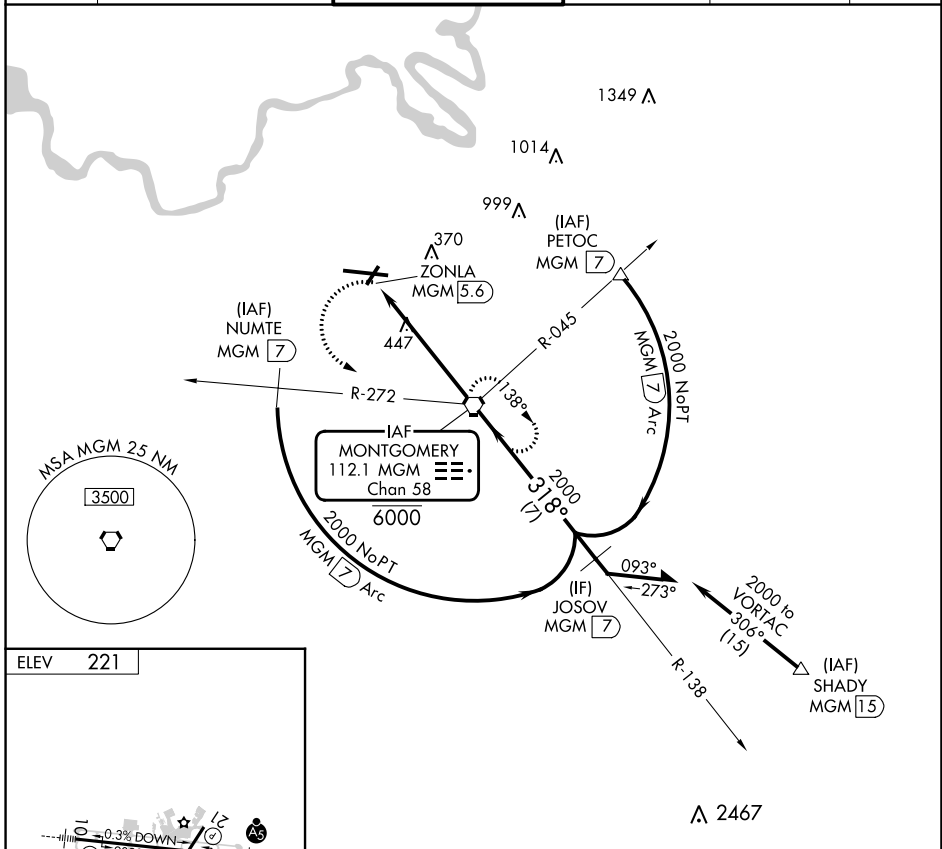 1349
1014
999
(IAF)
PETOC
MGM 7
370
ZONLA
MGM 5.6
(IAF)
NUMTE
MGM 7
447
R-045
2000 NoPT
MGM 7 Arc
R-272
138°
IAF
MONTGOMERY
112.1 MGM
Chan 58
6000
MSA MGM 25 NM
3500
2000
318°
(7)
2000 NoPT
MGM 7 Arc
093°
273°
(IF)
JOSOV
MGM 7
2000 to
VORTAC
306°
(15)
(IAF)
SHADY
MGM 15
R-138
ELEV 221
2467
10
0.3% DOWN
21
P
A5